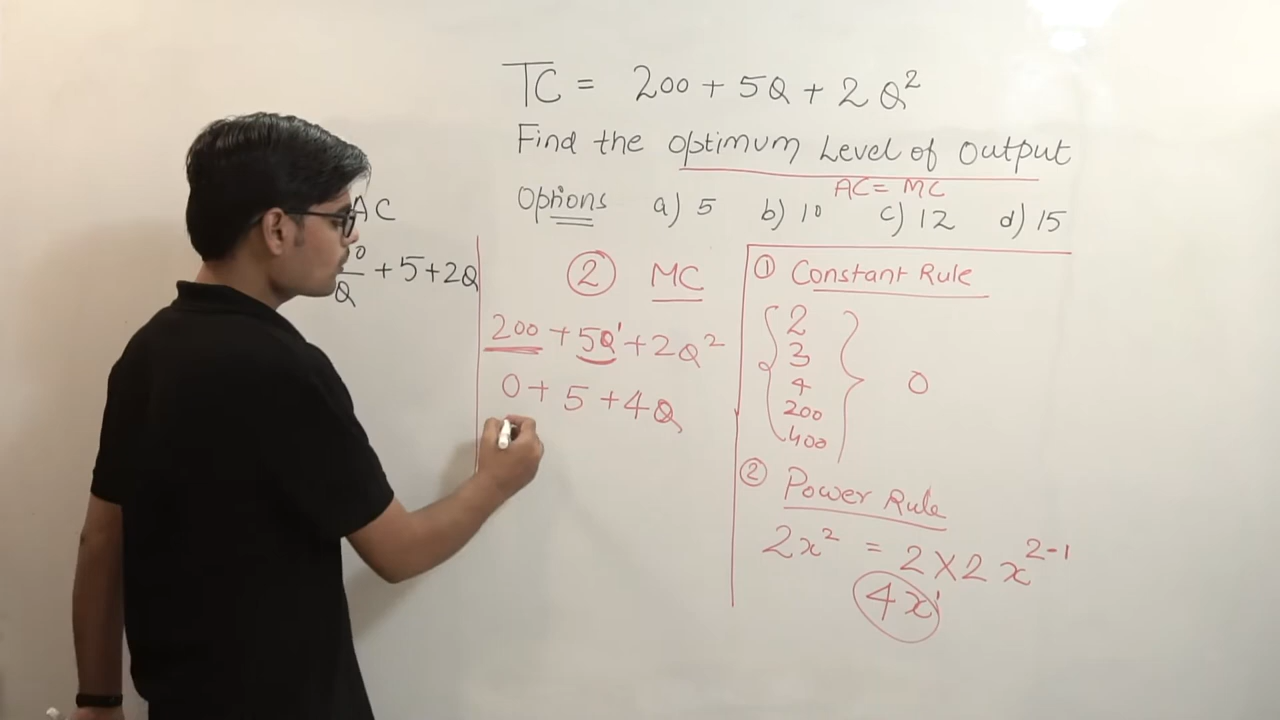 TC = 200 + 5Q + 2Q²
Find the optimum Level of Output
AC = MC
Options a) 5 b) 10 c) 12 d) 15
AC
Q + 5 + 2Q
② MC
200 + 5Q¹ + 2Q²
0 + 5 + 4Q
① Constant Rule
2
3
4
200
400
0
② Power Rule
2x² = 2 × 2 x²⁻¹
4x¹